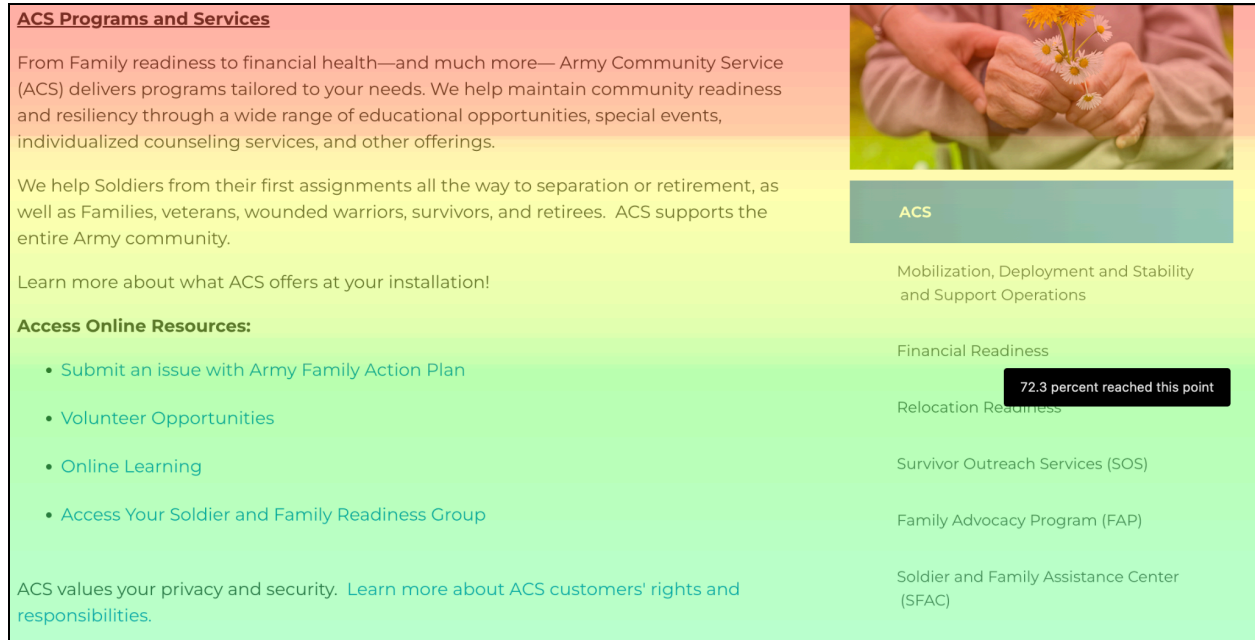 ACS Programs and Services
From Family readiness to financial health—and much more— Army Community Service
(ACS) delivers programs tailored to your needs. We help maintain community readiness
and resiliency through a wide range of educational opportunities, special events,
individualized counseling services, and other offerings.
We help Soldiers from their first assignments all the way to separation or retirement, as
well as Families, veterans, wounded warriors, survivors, and retirees.  ACS supports the
entire Army community.
Learn more about what ACS offers at your installation!
Access Online Resources:
• Submit an issue with Army Family Action Plan
• Volunteer Opportunities
• Online Learning
• Access Your Soldier and Family Readiness Group
ACS values your privacy and security.  Learn more about ACS customers' rights and
responsibilities.
ACS
Mobilization, Deployment and Stability
and Support Operations
Financial Readiness
72.3 percent reached this point
Relocation Readiness
Survivor Outreach Services (SOS)
Family Advocacy Program (FAP)
Soldier and Family Assistance Center
(SFAC)